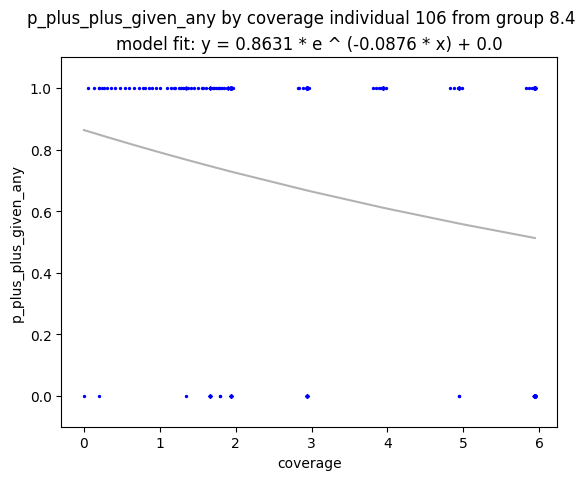 p_plus_plus_given_any by coverage individual 106 from group 8.4
model fit: y = 0.8631 * e ^ (-0.0876 * x) + 0.0
p_plus_plus_given_any
1.0
0.8
0.6
0.4
0.2
0.0
0 1 2 3 4 5 6
coverage